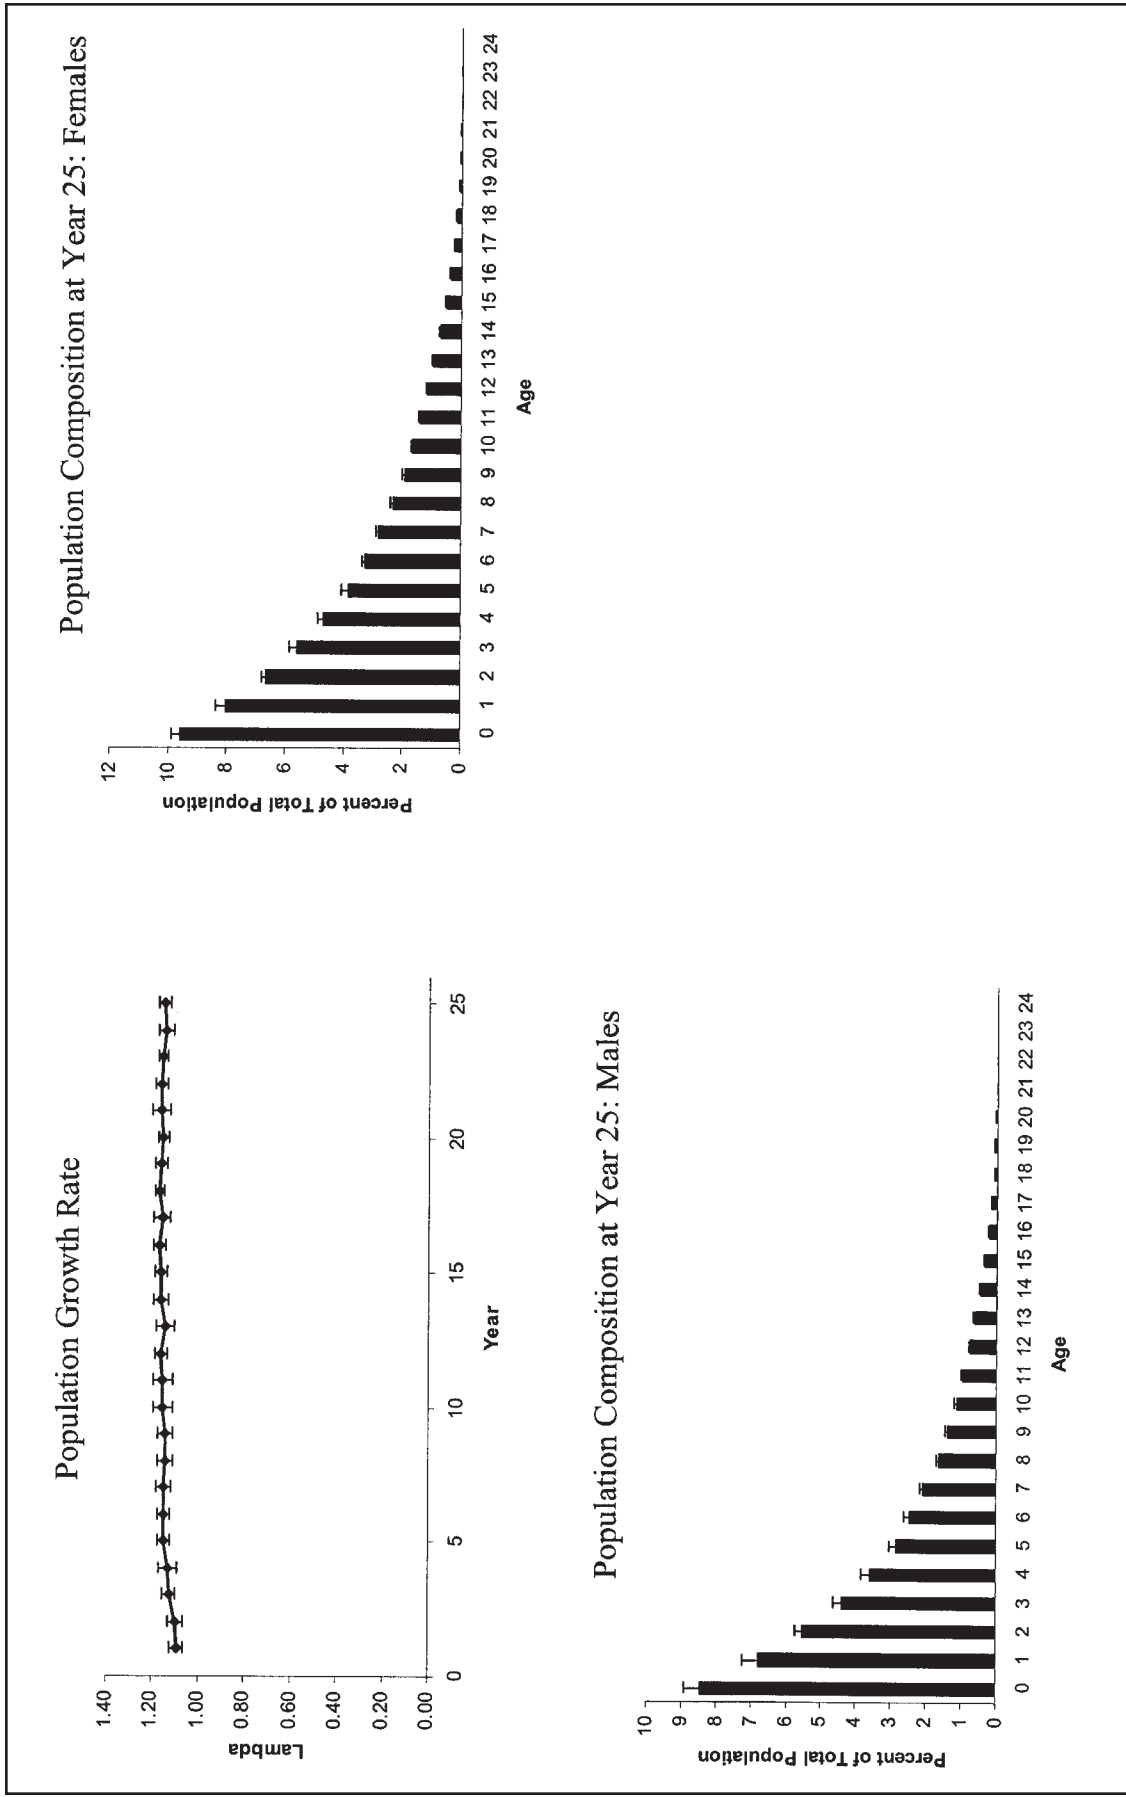 Population Growth Rate
1.40
1.20
1.00
0.80
0.60
0.40
0.20
0.00
Lambda
0 5 10 15 20 25
Year
Population Composition at Year 25: Females
12
10
8
6
4
2
0
Percent of Total Population
0 1 2 3 4 5 6 7 8 9 10 11 12 13 14 15 16 17 18 19 20 21 22 23 24
Age
Population Composition at Year 25: Males
10
9
8
7
6
5
4
3
2
1
0
Percent of Total Population
0 1 2 3 4 5 6 7 8 9 10 11 12 13 14 15 16 17 18 19 20 21 22 23 24
Age